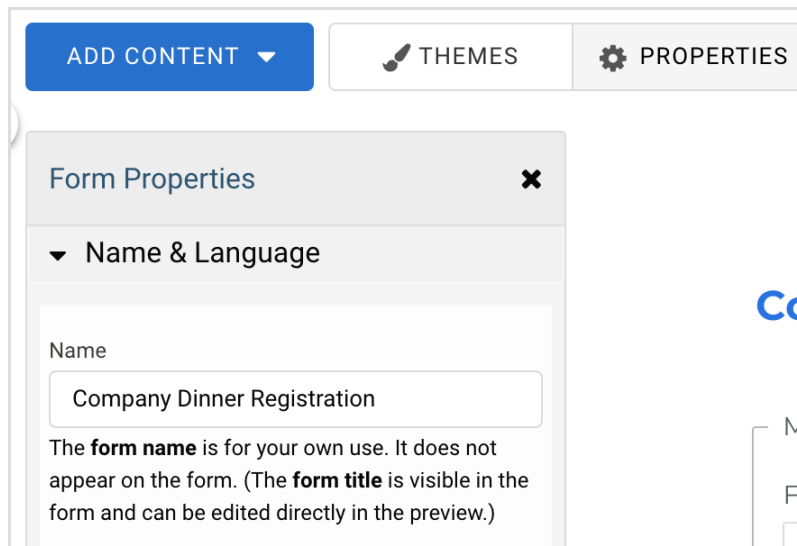 ADD CONTENT
THEMES
PROPERTIES
Form Properties
Name & Language
Name
Company Dinner Registration
The form name is for your own use. It does not
appear on the form. (The form title is visible in the
form and can be edited directly in the preview.)